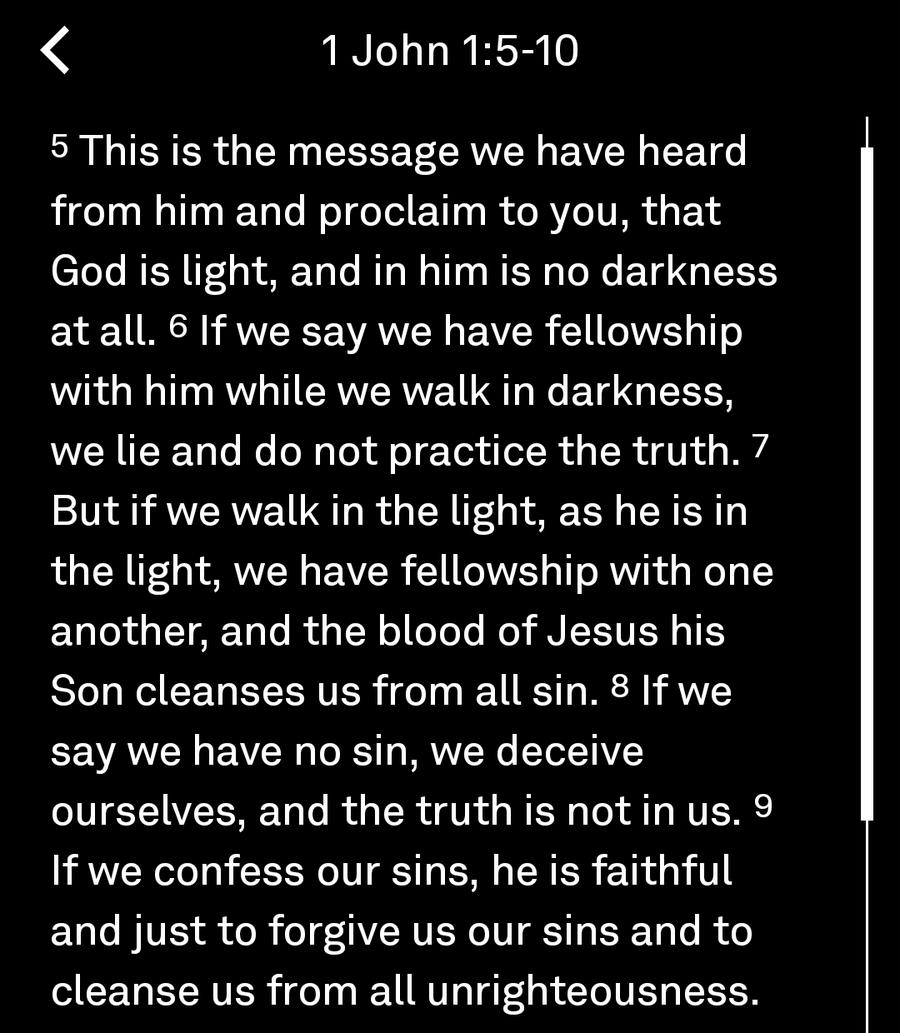 1 John 1:5-10
5 This is the message we have heard
from him and proclaim to you, that
God is light, and in him is no darkness
at all. 6 If we say we have fellowship
with him while we walk in darkness,
we lie and do not practice the truth. 7
But if we walk in the light, as he is in
the light, we have fellowship with one
another, and the blood of Jesus his
Son cleanses us from all sin. 8 If we
say we have no sin, we deceive
ourselves, and the truth is not in us. 9
If we confess our sins, he is faithful
and just to forgive us our sins and to
cleanse us from all unrighteousness.